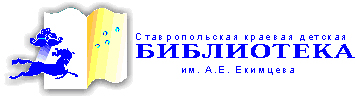 Ставропольская краевая детская
БИБЛИОТЕКА
им. А.Е. Екимцева